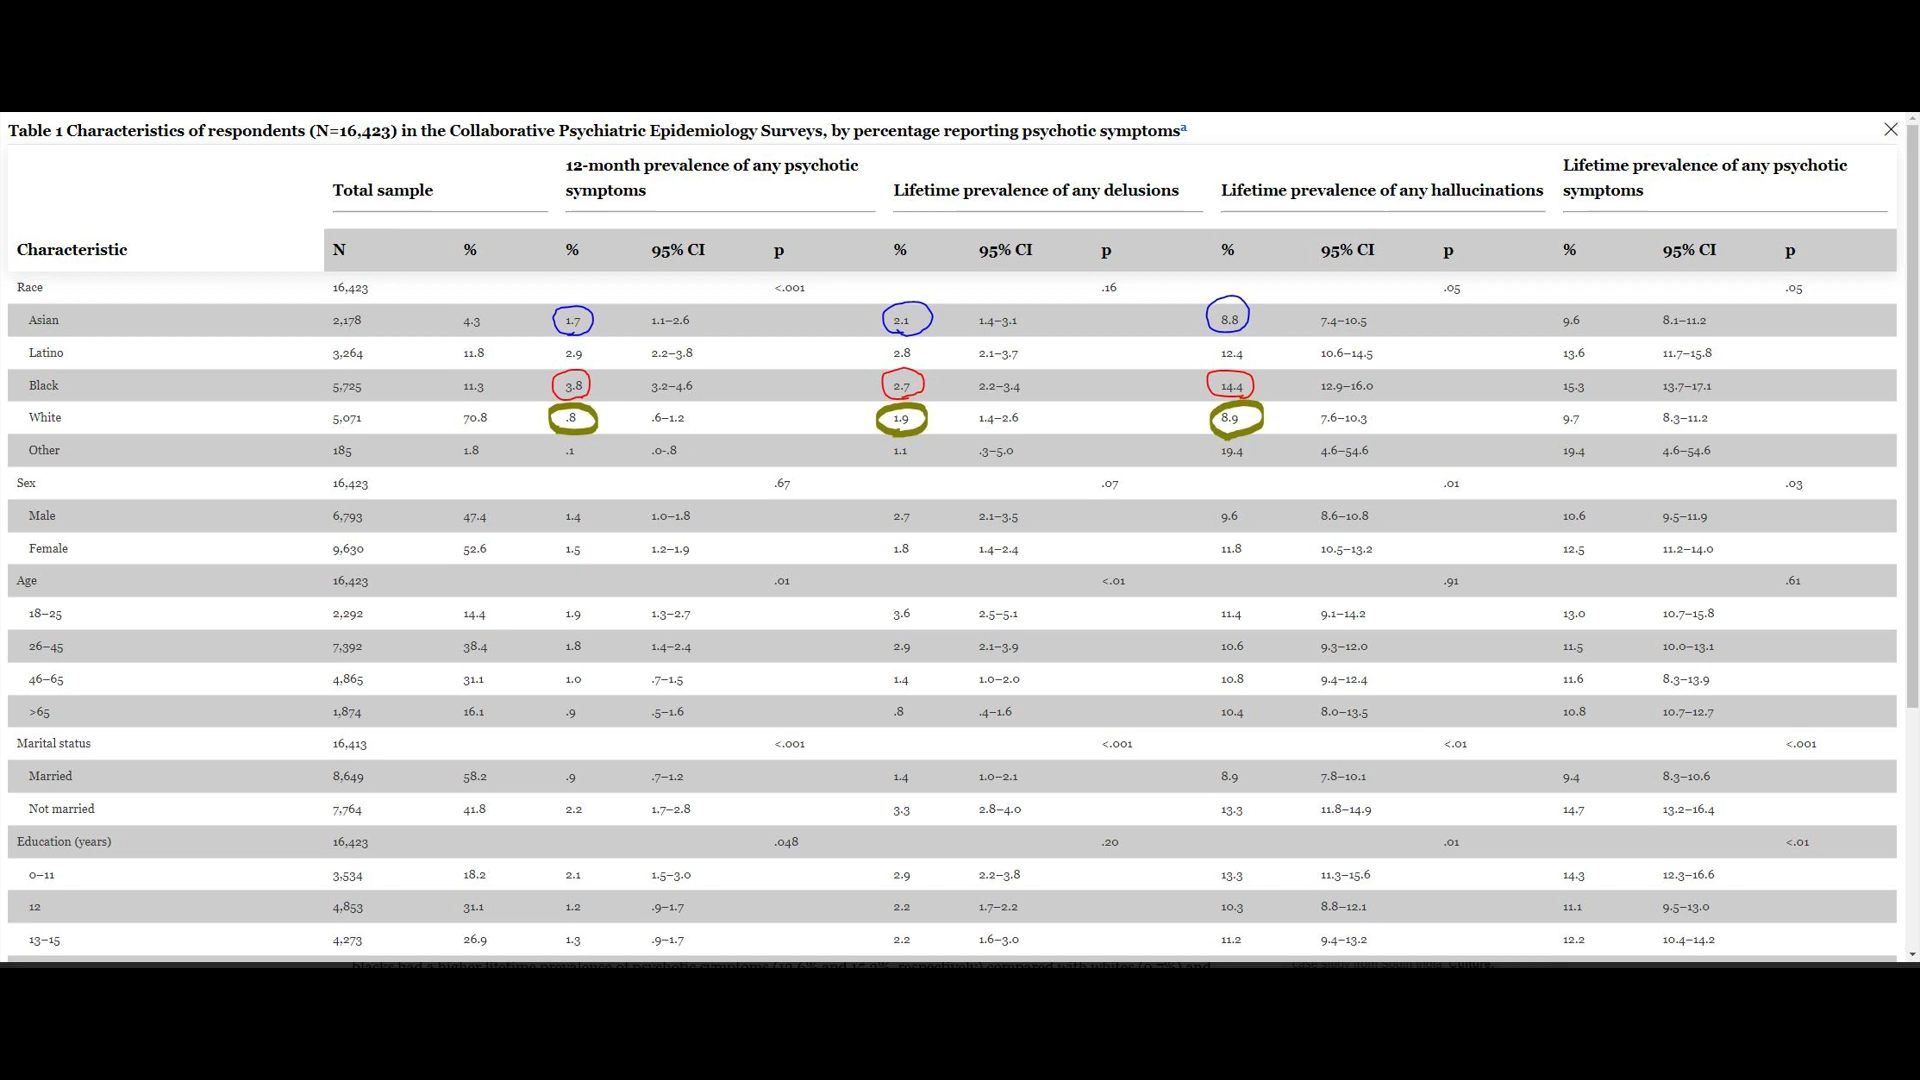 Table 1 Characteristics of respondents (N=16,423) in the Collaborative Psychiatric Epidemiology Surveys, by percentage reporting psychotic symptomsa
Total sample 12-month prevalence of any psychotic symptoms Lifetime prevalence of any delusions Lifetime prevalence of any hallucinations Lifetime prevalence of any psychotic symptoms
Characteristic N % % 95% CI p % 95% CI p % 95% CI p % 95% CI p
Race 16,423 <.001 .16 .05 .05
Asian 2,178 4.3 1.7 1.1–2.6 2.1 1.4–3.1 8.8 7.4–10.5 9.6 8.1–11.2
Latino 3,264 11.8 2.9 2.2–3.8 2.8 2.1–3.7 12.4 10.6–14.5 13.6 11.7–15.8
Black 5,725 11.3 3.8 3.2–4.6 2.7 2.2–3.4 14.4 12.9–16.0 15.3 13.7–17.1
White 5,071 70.8 .8 .6–1.2 1.9 1.4–2.6 8.9 7.6–10.3 9.7 8.3–11.2
Other 185 1.8 .1 .0-.8 1.1 .3–5.0 19.4 4.6–54.6 19.4 4.6–54.6
Sex 16,423 .67 .07 .01 .03
Male 6,793 47.4 1.4 1.0–1.8 2.7 2.1–3.5 9.6 8.6–10.8 10.6 9.5–11.9
Female 9,630 52.6 1.5 1.2–1.9 1.8 1.4–2.4 11.8 10.5–13.2 12.5 11.2–14.0
Age 16,423 .01 <.01 .91 .61
18–25 2,292 14.4 1.9 1.3–2.7 3.6 2.5–5.1 11.4 9.1–14.2 13.0 10.7–15.8
26–45 7,392 38.4 1.8 1.4–2.4 2.9 2.1–3.9 10.6 9.3–12.0 11.5 10.0–13.1
46–65 4,865 31.1 1.0 .7–1.5 1.4 1.0–2.0 10.8 9.4–12.4 11.6 8.3–13.9
>65 1,874 16.1 .9 .5–1.6 .8 .4–1.6 10.4 8.0–13.5 10.8 10.7–12.7
Marital status 16,413 <.001 <.001 <.01 <.001
Married 8,649 58.2 .9 .7–1.2 1.4 1.0–2.1 8.9 7.8–10.1 9.4 8.3–10.6
Not married 7,764 41.8 2.2 1.7–2.8 3.3 2.8–4.0 13.3 11.8–14.9 14.7 13.2–16.4
Education (years) 16,423 .048 .20 .01 <.01
0–11 3,534 18.2 2.1 1.5–3.0 2.9 2.2–3.8 13.3 11.3–15.6 14.3 12.3–16.6
12 4,853 31.1 1.2 .9–1.7 2.2 1.7–2.2 10.3 8.8–12.1 11.1 9.5–13.0
13–15 4,273 26.9 1.3 .9–1.7 2.2 1.6–3.0 11.2 9.4–13.2 12.2 10.4–14.2